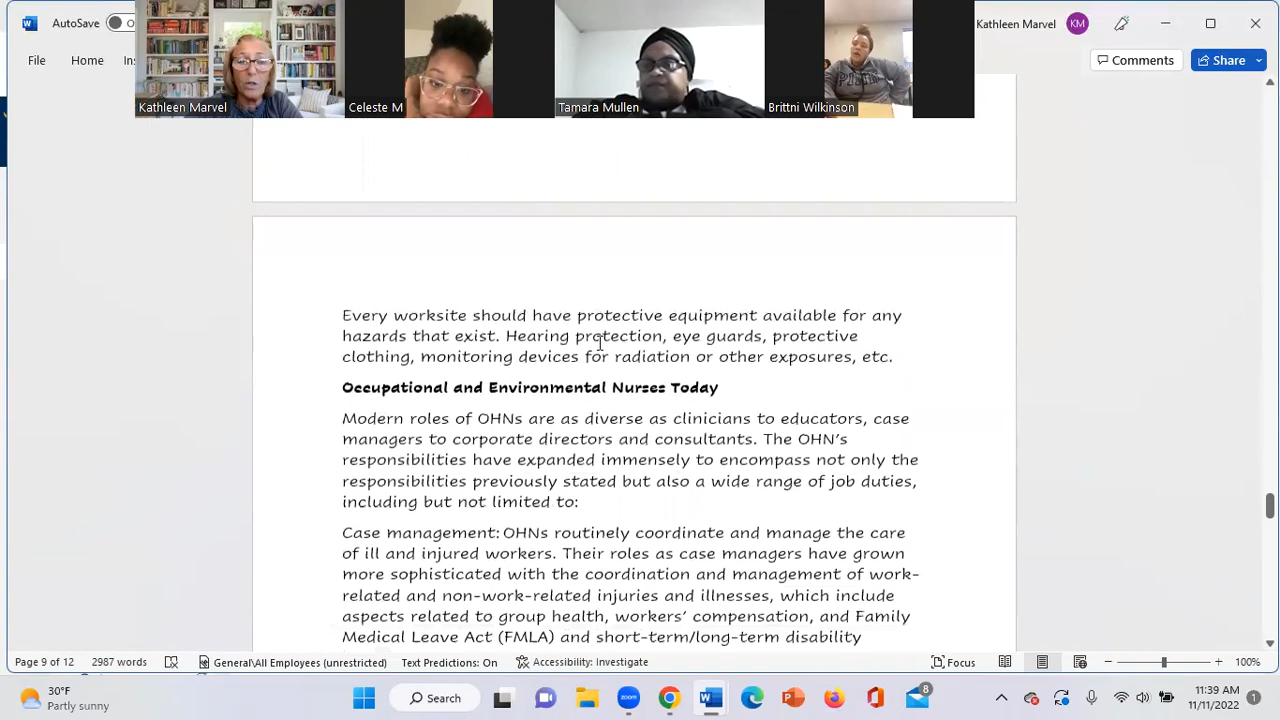 AutoSave
Kathleen Marvel
KM
File
Home
Comments
Share
Kathleen Marvel
Celeste M
Tamara Mullen
Brittni Wilkinson
Every worksite should have protective equipment available for any
hazards that exist. Hearing protection, eye guards, protective
clothing, monitoring devices for radiation or other exposures, etc.
Occupational and Environmental Nurses Today
Modern roles of OHNs are as diverse as clinicians to educators, case
managers to corporate directors and consultants. The OHN's
responsibilities have expanded immensely to encompass not only the
responsibilities previously stated but also a wide range of job duties,
including but not limited to:
Case management: OHNs routinely coordinate and manage the care
of ill and injured workers. Their roles as case managers have grown
more sophisticated with the coordination and management of work-
related and non-work-related injuries and illnesses, which include
aspects related to group health, workers' compensation, and Family
Medical Leave Act (FMLA) and short-term/long-term disability
Page 9 of 12
2987 words
General\All Employees (unrestricted)
Text Predictions: On
Accessibility: Investigate
Focus
100%
30°F
Partly sunny
Search
zoom
8
11:39 AM
11/11/2022
1